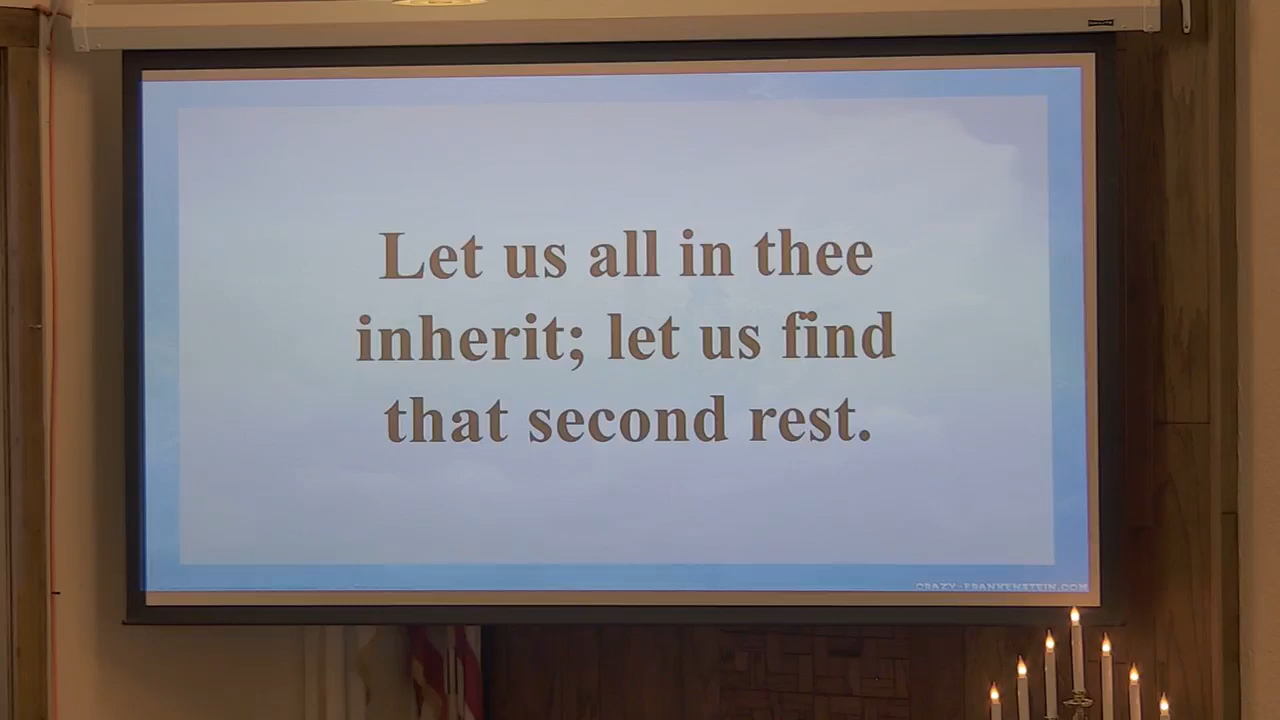 Let us all in thee
inherit; let us find
that second rest.
CRAZY-FRANKENSTEIN.COM